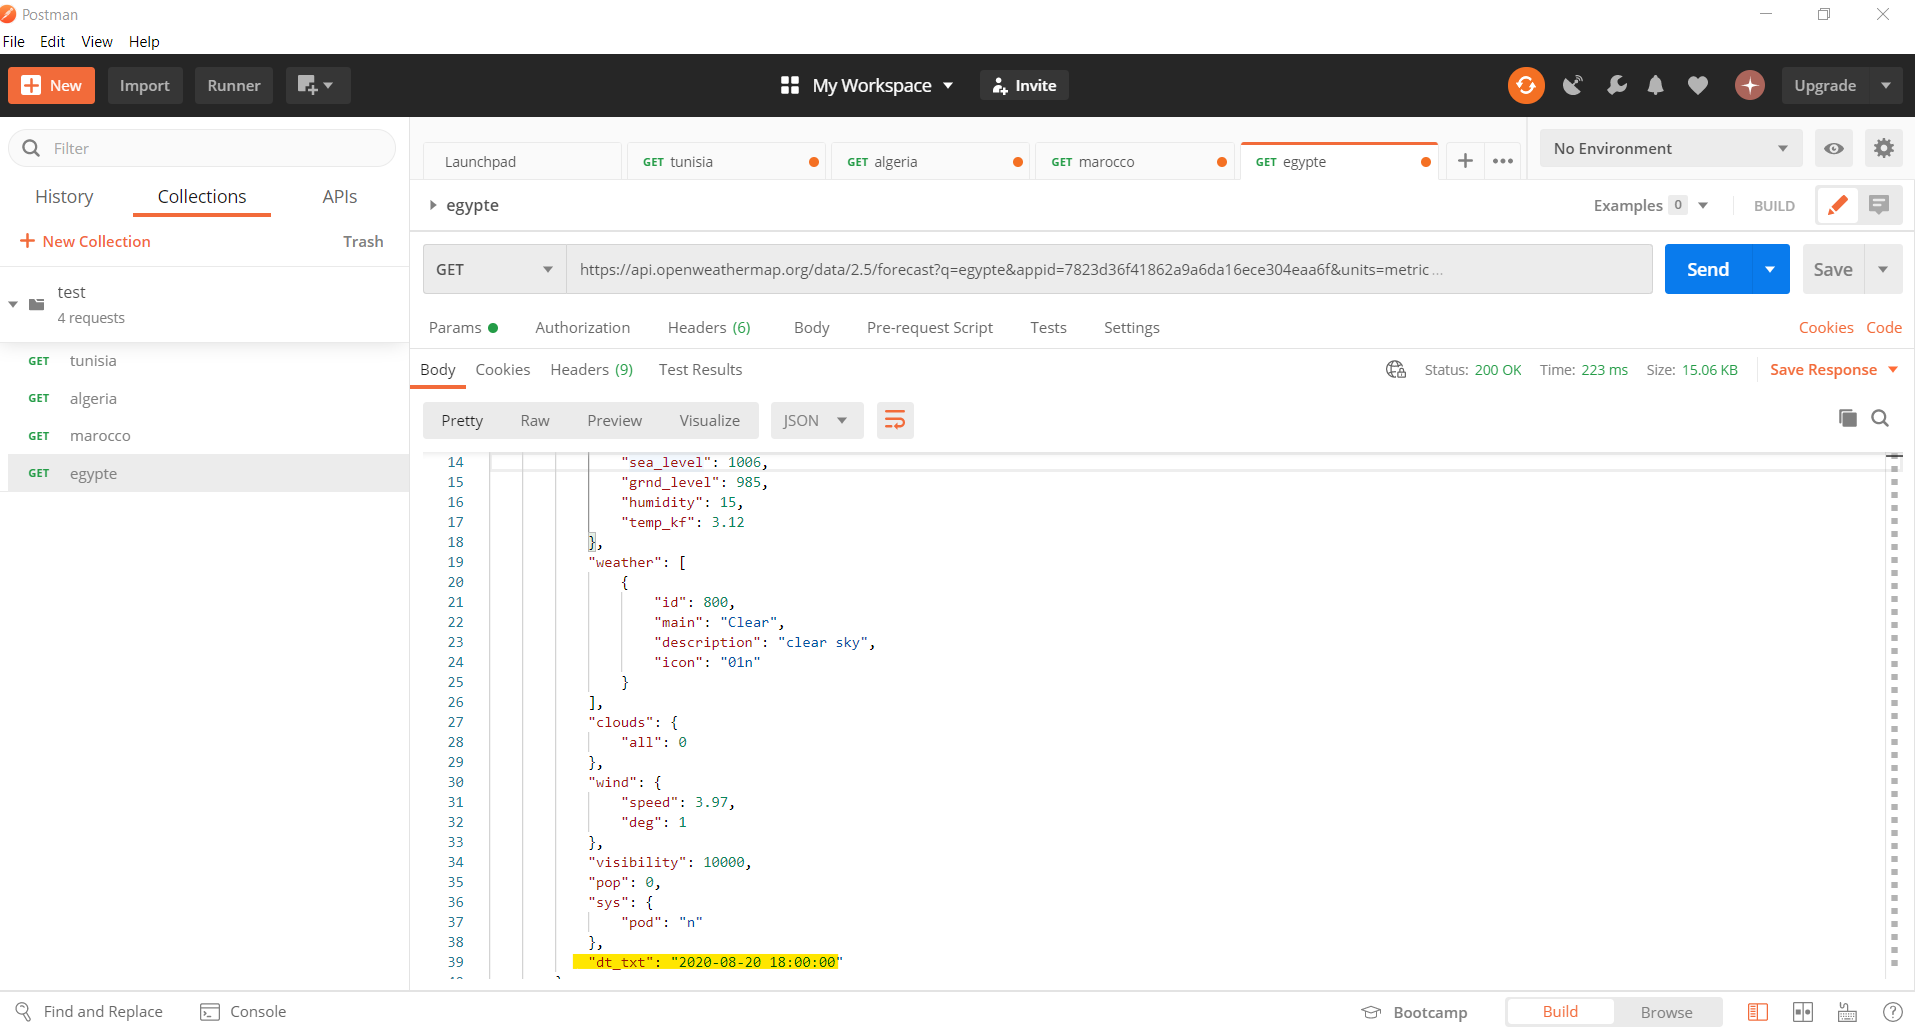 Postman
File Edit View Help
New Import Runner My Workspace Invite Upgrade
Filter
History Collections APIs
New Collection Trash
test
4 requests
GET tunisia
GET algeria
GET marocco
GET egypte
Launchpad GET tunisia GET algeria GET marocco GET egypte No Environment
egypte Examples 0 BUILD
GET https://api.openweathermap.org/data/2.5/forecast?q=egypte&appid=7823d36f41862a9a6da16ece304eaa6f&units=metric ... Send Save
Params Authorization Headers (6) Body Pre-request Script Tests Settings Cookies Code
Body Cookies Headers (9) Test Results Status: 200 OK Time: 223 ms Size: 15.06 KB Save Response
Pretty Raw Preview Visualize JSON
14 "sea_level": 1006,
15 "grnd_level": 985,
16 "humidity": 15,
17 "temp_kf": 3.12
18 },
19 "weather": [
20 {
21 "id": 800,
22 "main": "Clear",
23 "description": "clear sky",
24 "icon": "01n"
25 }
26 ],
27 "clouds": {
28 "all": 0
29 },
30 "wind": {
31 "speed": 3.97,
32 "deg": 1
33 },
34 "visibility": 10000,
35 "pop": 0,
36 "sys": {
37 "pod": "n"
38 },
39 "dt_txt": "2020-08-20 18:00:00"
Find and Replace Console Bootcamp Build Browse